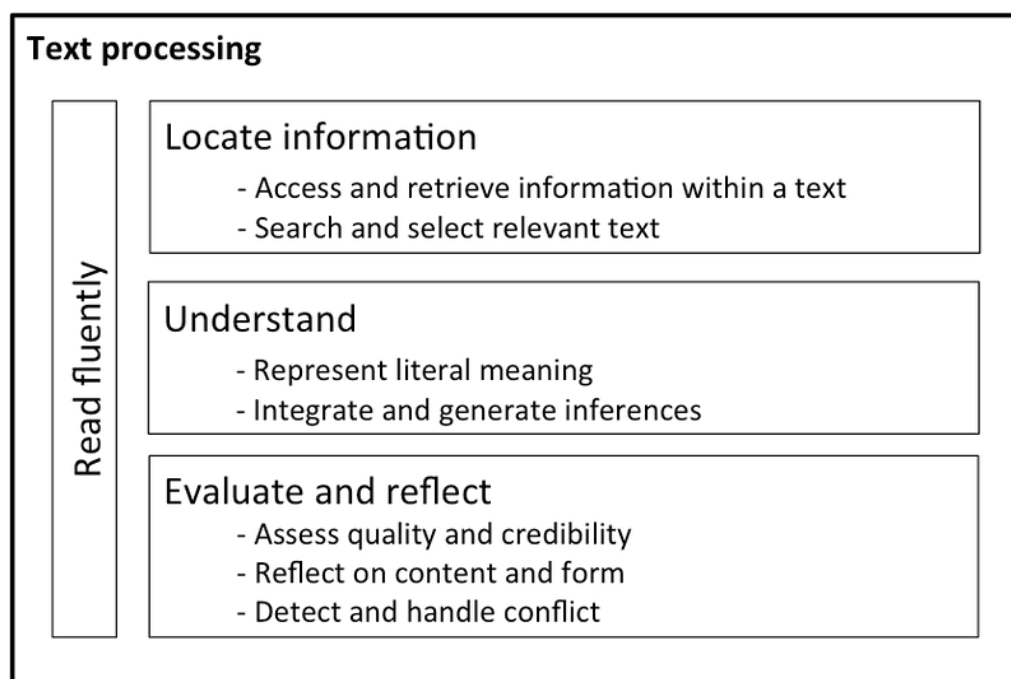 Text processing
Read fluently
Locate information
- Access and retrieve information within a text
- Search and select relevant text
Understand
- Represent literal meaning
- Integrate and generate inferences
Evaluate and reflect
- Assess quality and credibility
- Reflect on content and form
- Detect and handle conflict